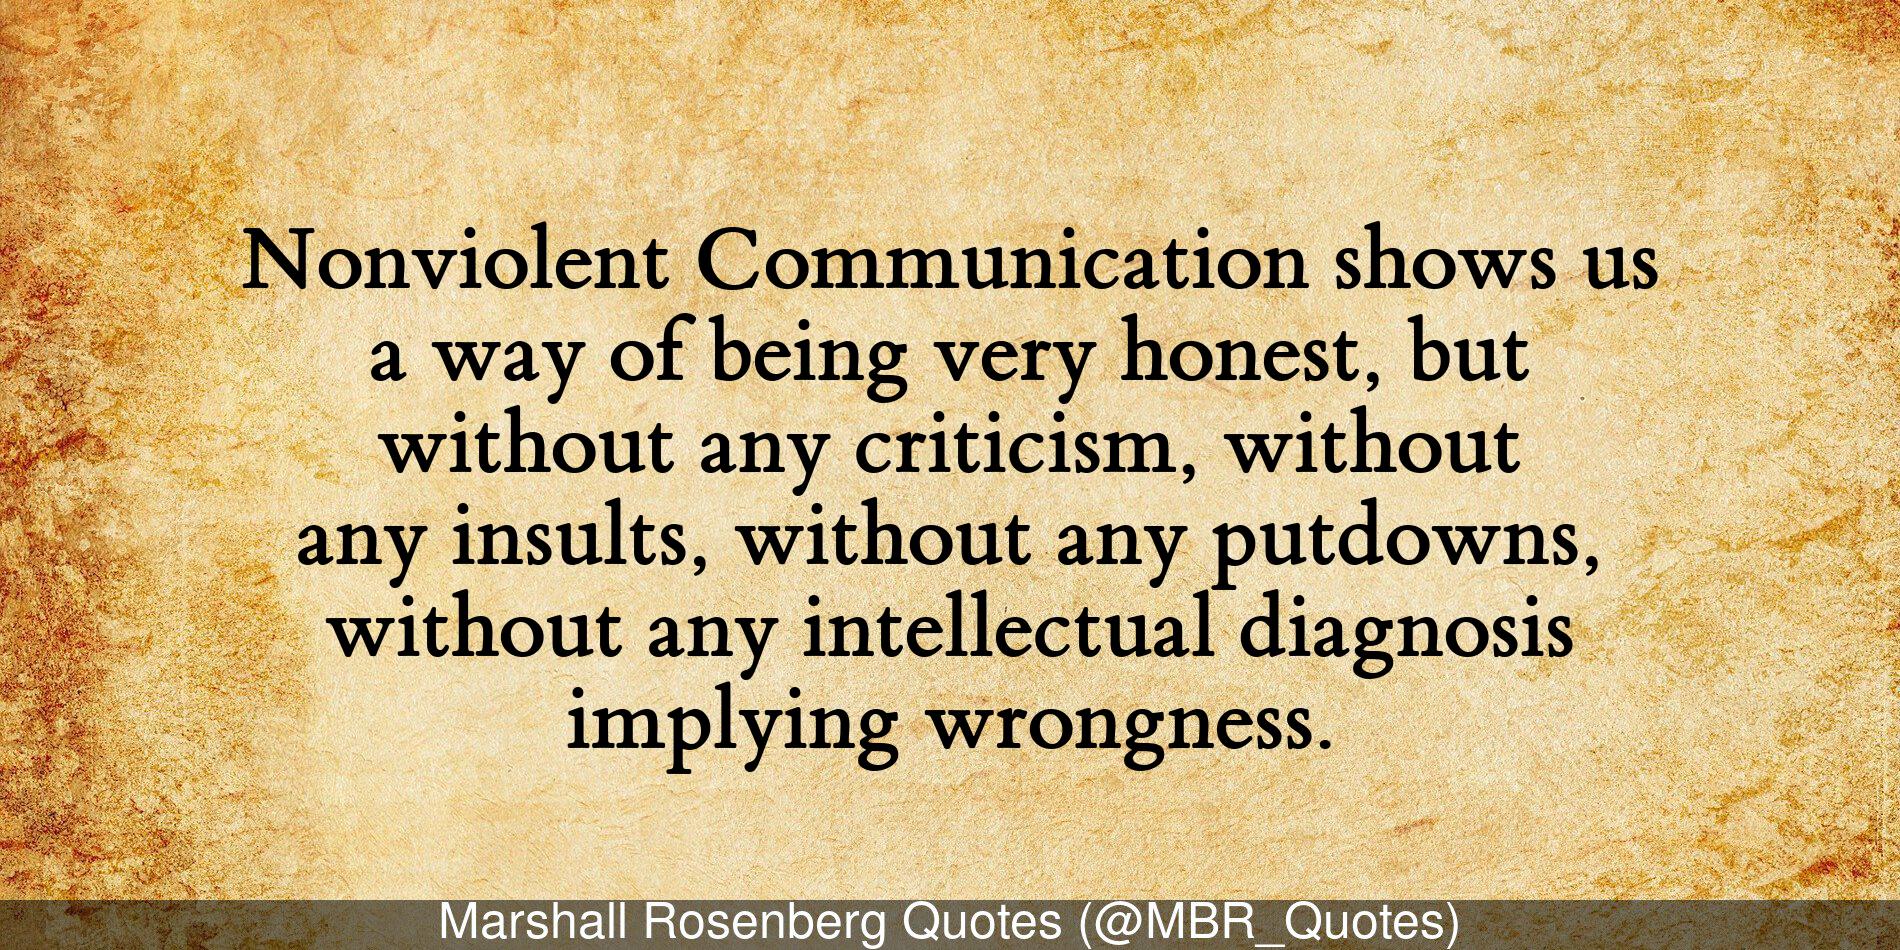 Nonviolent Communication shows us
a way of being very honest, but
without any criticism, without
any insults, without any putdowns,
without any intellectual diagnosis
implying wrongness.
Marshall Rosenberg Quotes (@MBR_Quotes)